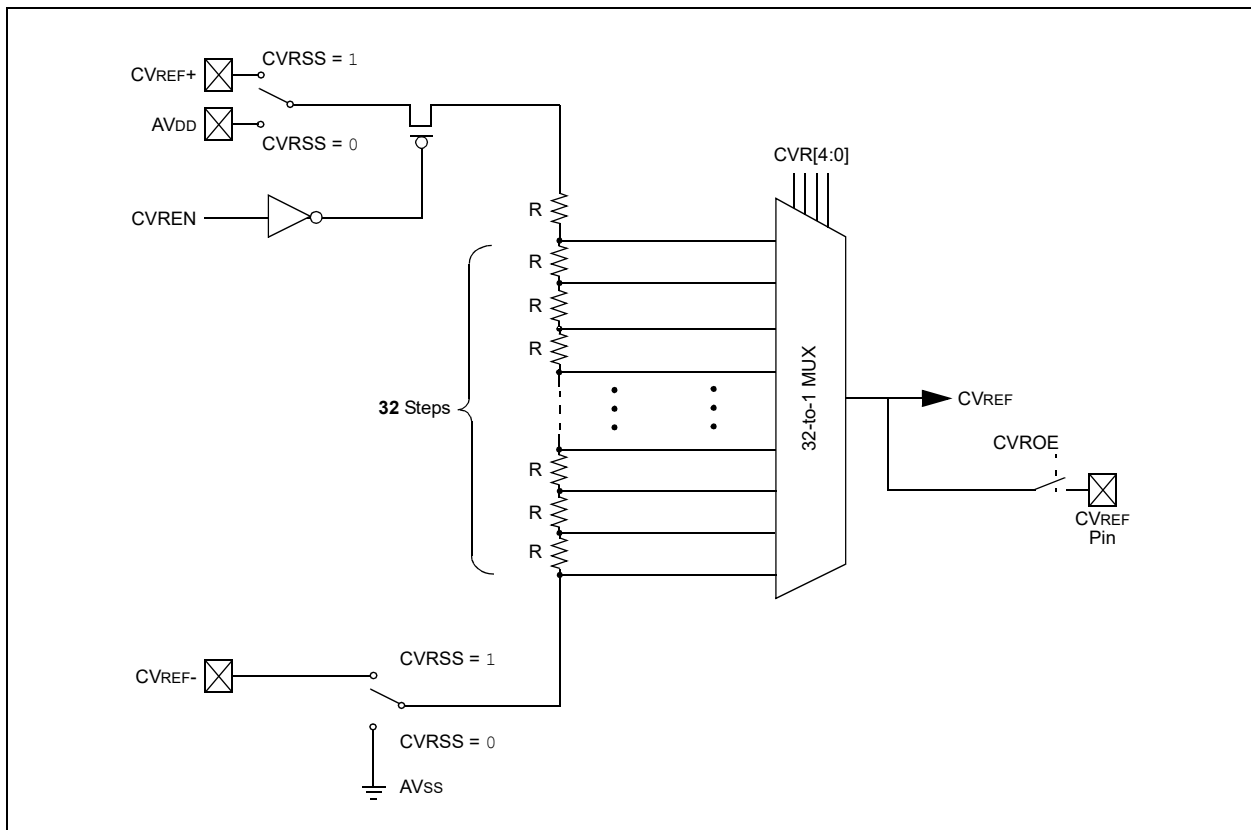 CVRSS = 1
CVREF+
AVDD
CVRSS = 0
CVR[4:0]
CVREN
R
R
R
R
32 Steps
32-to-1 MUX
CVREF
CVROE
R
R
R
CVREF
Pin
CVRSS = 1
CVREF-
CVRSS = 0
AVSS